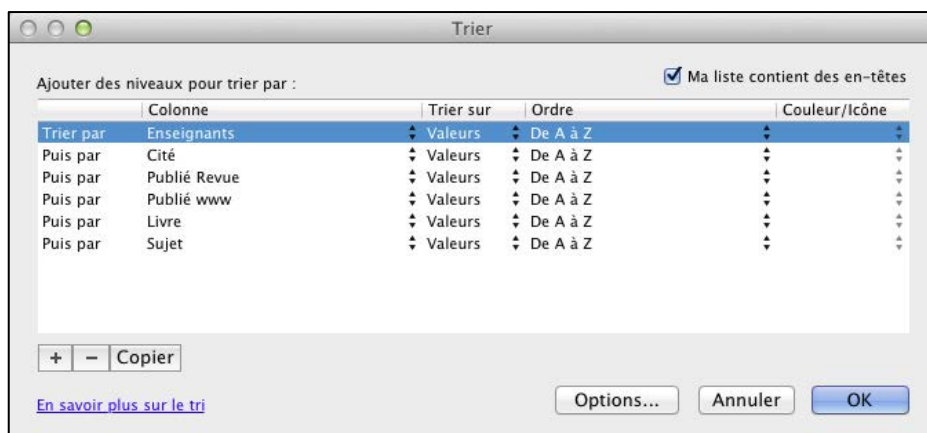 Trier
Ajouter des niveaux pour trier par :
Ma liste contient des en-têtes
Colonne Trier sur Ordre Couleur/Icône
Trier par Enseignants Valeurs De A à Z
Puis par Cité Valeurs De A à Z
Puis par Publié Revue Valeurs De A à Z
Puis par Publié www Valeurs De A à Z
Puis par Livre Valeurs De A à Z
Puis par Sujet Valeurs De A à Z
+ − Copier
En savoir plus sur le tri
Options... Annuler OK